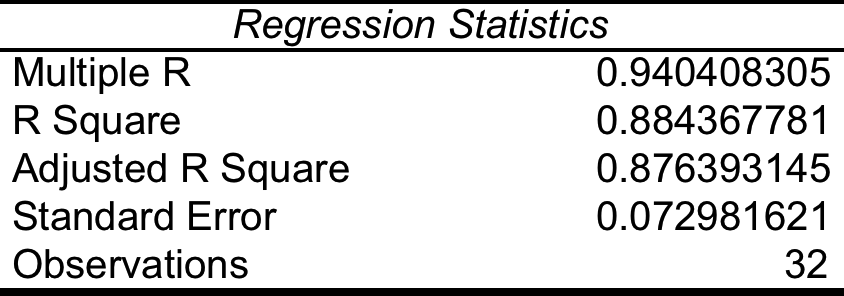 Regression Statistics
Multiple R 0.940408305
R Square 0.884367781
Adjusted R Square 0.876393145
Standard Error 0.072981621
Observations 32